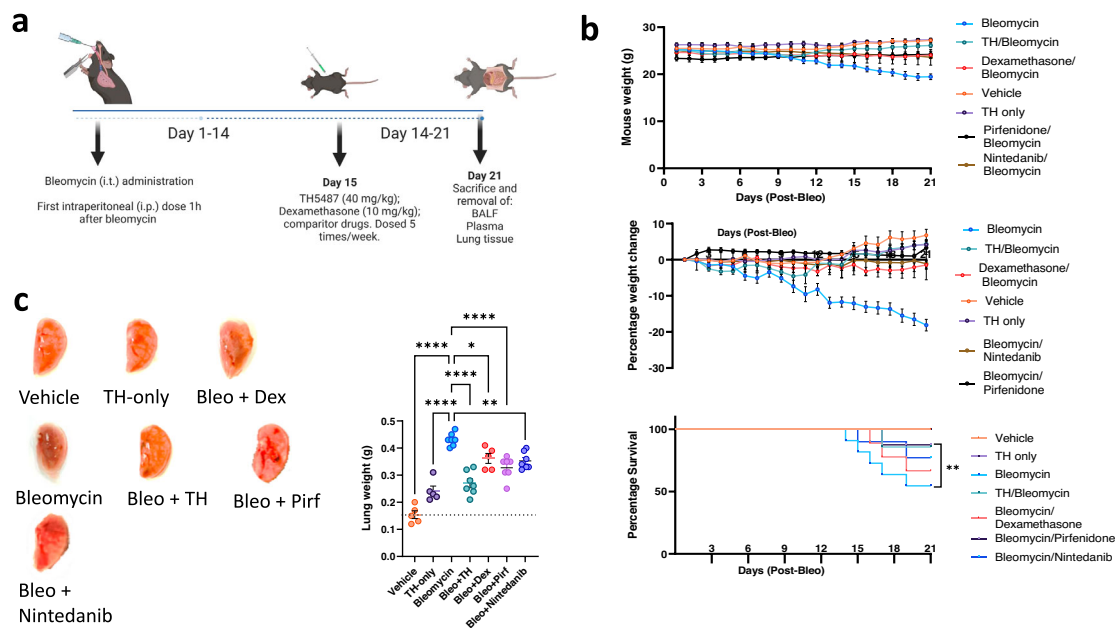 a
Day 1-14
Day 14-21
Bleomycin (i.t.) administration
First intraperitoneal (i.p.) dose 1h
after bleomycin
Day 15
TH5487 (40 mg/kg);
Dexamethasone (10 mg/kg);
comparitor drugs. Dosed 5
times/week.
Day 21
Sacrifice and
removal of:
BALF
Plasma
Lung tissue
b
Mouse weight (g)
30
20
10
0
0 3 6 9 12 15 18 21
Days (Post-Bleo)
Bleomycin
TH/Bleomycin
Dexamethasone/
Bleomycin
Vehicle
TH only
Pirfenidone/
Bleomycin
Nintedanib/
Bleomycin
Percentage weight change
Days (Post-Bleo)
10
0
-10
-20
-30
Bleomycin
TH/Bleomycin
Dexamethasone/
Bleomycin
Vehicle
TH only
Bleomycin/
Nintedanib
Bleomycin/
Pirfenidone
Percentage Survival
100
50
0
3 6 9 12 15 18 21
Days (Post-Bleo)
**
Vehicle
TH only
Bleomycin
TH/Bleomycin
Bleomycin/
Dexamethasone
Bleomycin/Pirfenidone
Bleomycin/Nintedanib
c
Vehicle
TH-only
Bleo + Dex
Bleomycin
Bleo + TH
Bleo + Pirf
Bleo +
Nintedanib
Lung weight (g)
0.5
0.4
0.3
0.2
0.1
0.0
****
**** *
****
**** **
Vehicle
TH-only
Bleomycin
Bleo+TH
Bleo+Dex
Bleo+Pirf
Bleo+Nintedanib